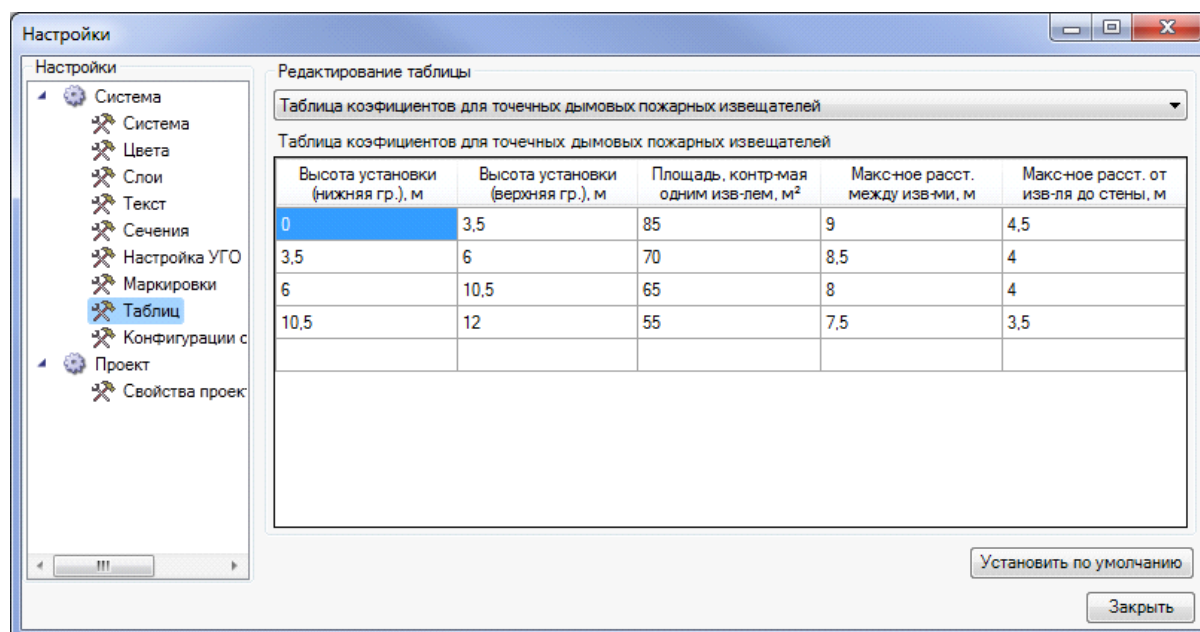 Настройки
Настройки
Система
Система
Цвета
Слои
Текст
Сечения
Настройка УГО
Маркировки
Таблиц
Конфигурации с
Проект
Свойства проек
Редактирование таблицы
Таблица коэфициентов для точечных дымовых пожарных извещателей
Таблица коэфициентов для точечных дымовых пожарных извещателей
Высота установки (нижняя гр.), м Высота установки (верхняя гр.), м Площадь, контр-мая одним изв-лем, м² Макс-ное расст. между изв-ми, м Макс-ное расст. от изв-ля до стены, м
0 3,5 85 9 4,5
3,5 6 70 8,5 4
6 10,5 65 8 4
10,5 12 55 7,5 3,5
Установить по умолчанию
Закрыть